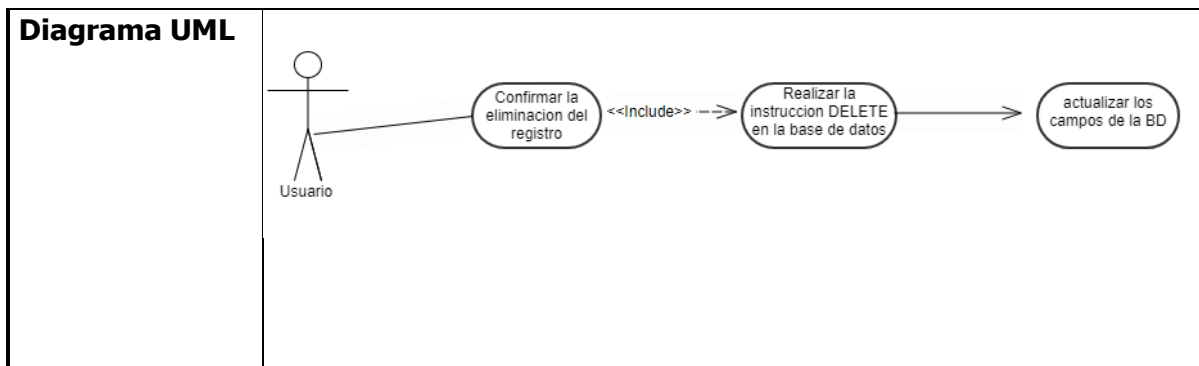 Diagrama UML
Confirmar la
eliminacion del
registro
<<Include>>
Realizar la
instruccion DELETE
en la base de datos
actualizar los
campos de la BD
Usuario